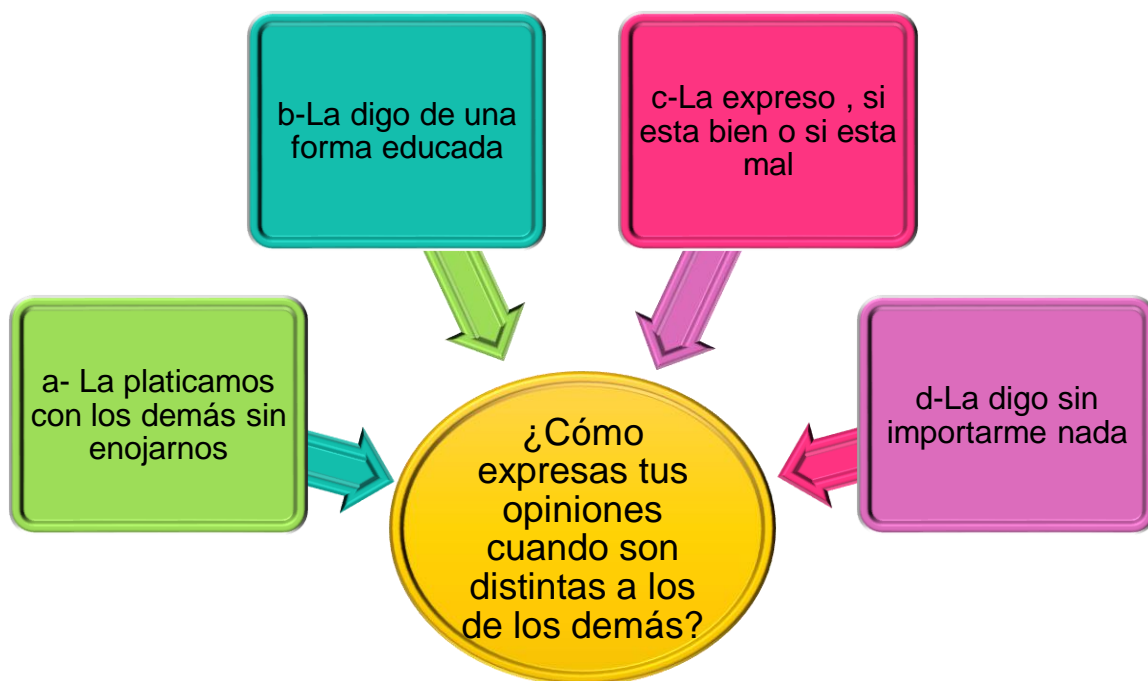 b-La digo de una
forma educada
c-La expreso , si
esta bien o si esta
mal
a- La platicamos
con los demás sin
enojarnos
d-La digo sin
importarme nada
¿Cómo
expresas tus
opiniones
cuando son
distintas a los
de los demás?